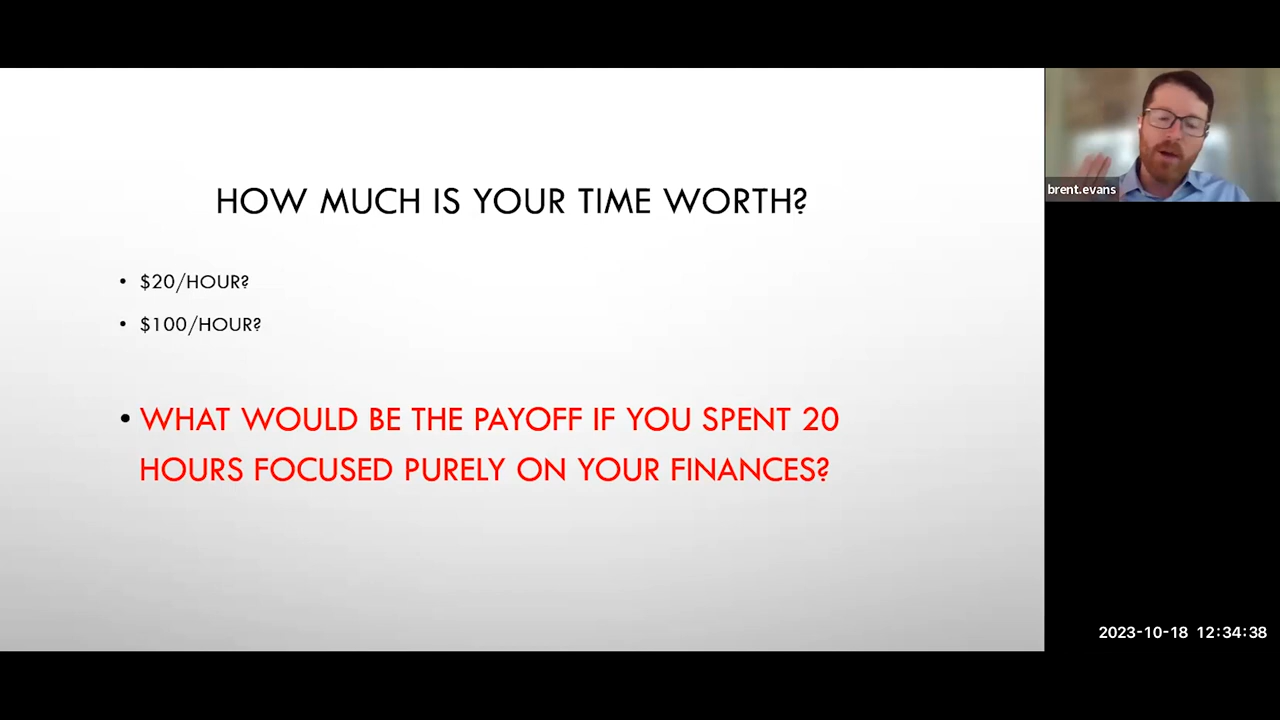 HOW MUCH IS YOUR TIME WORTH?
• $20/HOUR?
• $100/HOUR?
• WHAT WOULD BE THE PAYOFF IF YOU SPENT 20
HOURS FOCUSED PURELY ON YOUR FINANCES?
brent.evans
2023-10-18 12:34:38